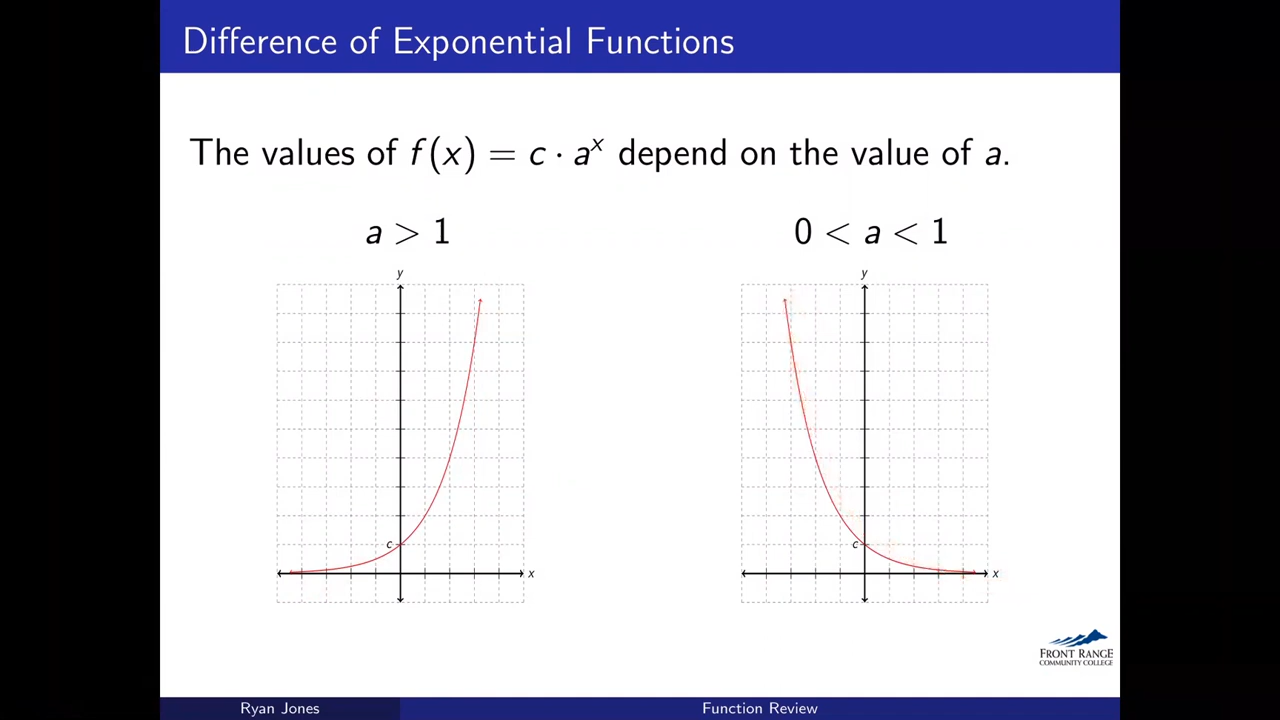 Difference of Exponential Functions
The values of f(x) = c · aˣ depend on the value of a.
a > 1
0 < a < 1
y
c
x
y
c
x
FRONT RANGE
COMMUNITY COLLEGE
Ryan Jones
Function Review